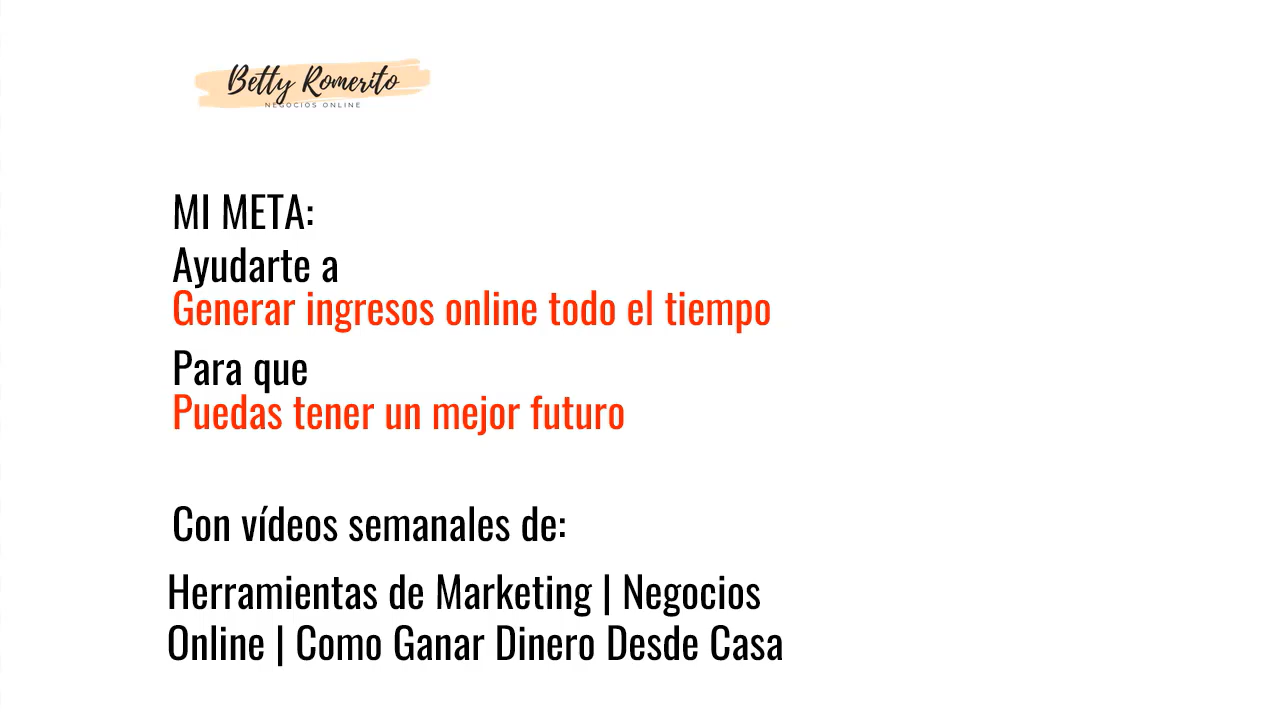 Betty Romerito
NEGOCIOS ONLINE
MI META:
Ayudarte a
Generar ingresos online todo el tiempo
Para que
Puedas tener un mejor futuro
Con vídeos semanales de:
Herramientas de Marketing | Negocios
Online | Como Ganar Dinero Desde Casa